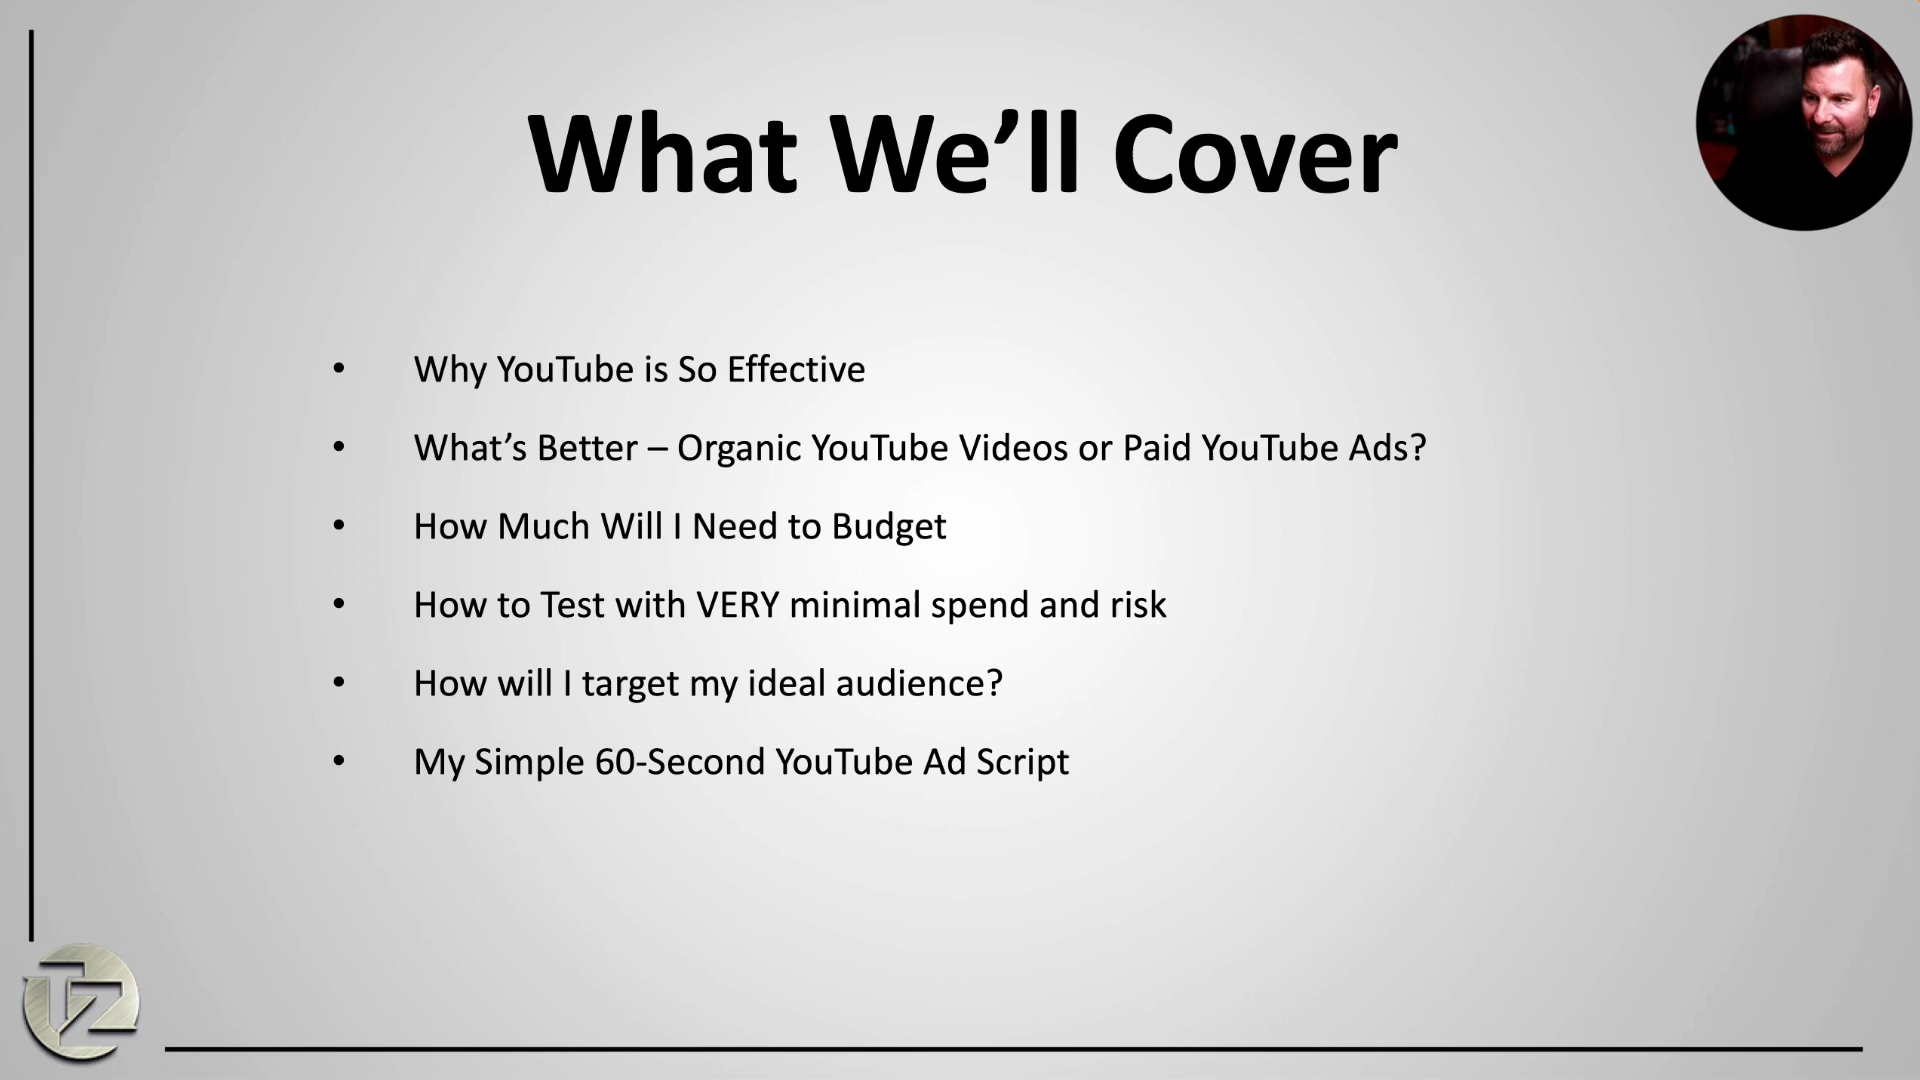 What We’ll Cover
• Why YouTube is So Effective
• What’s Better – Organic YouTube Videos or Paid YouTube Ads?
• How Much Will I Need to Budget
• How to Test with VERY minimal spend and risk
• How will I target my ideal audience?
• My Simple 60-Second YouTube Ad Script
TZ